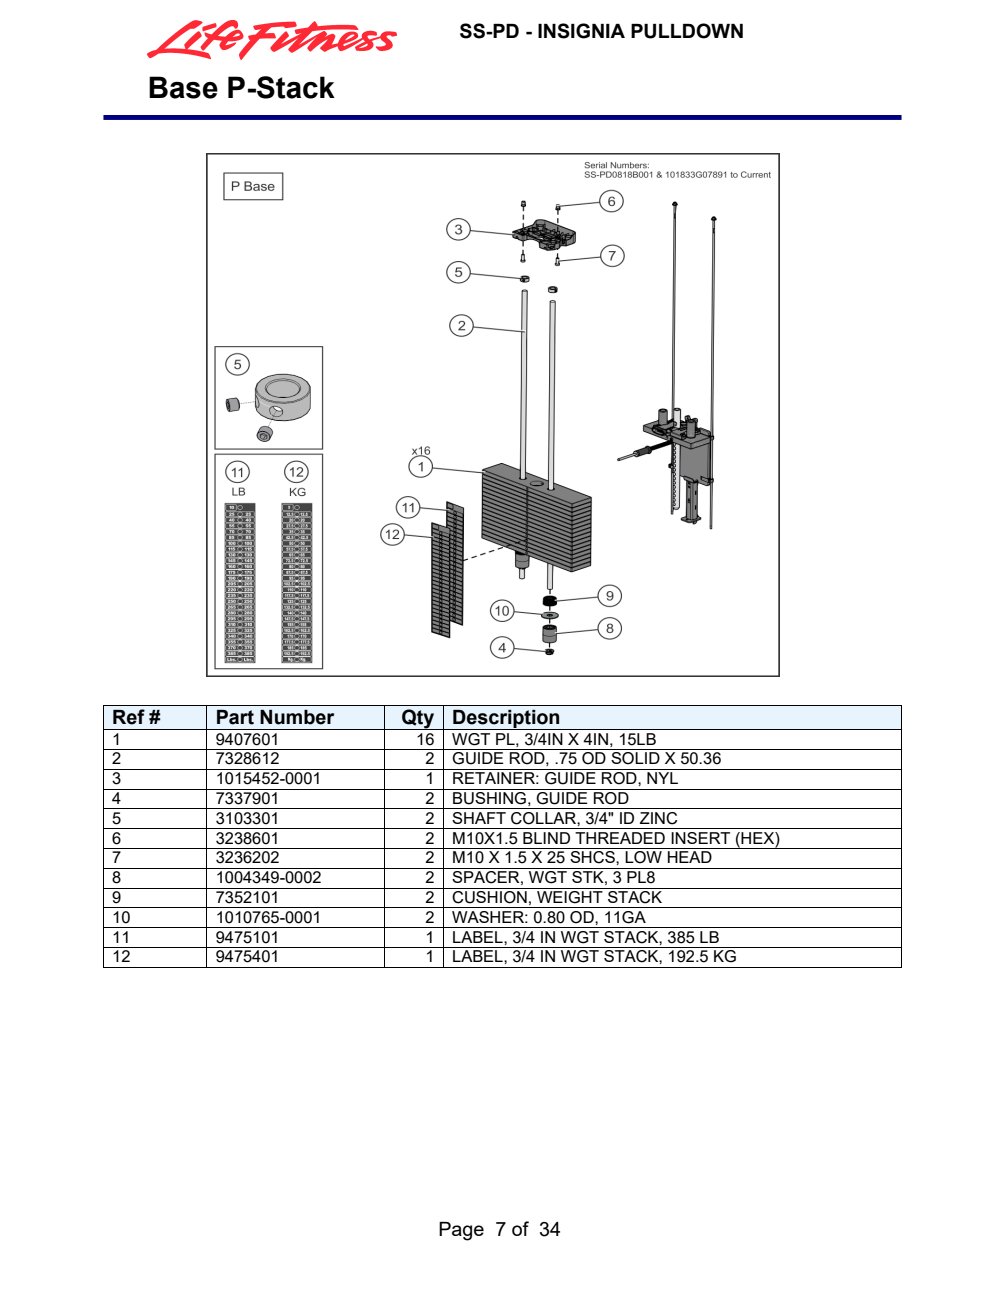 Life Fitness
SS-PD - INSIGNIA PULLDOWN
Base P-Stack
Serial Numbers:
SS-PD0818B001 & 101833G07891 to Current
P Base
6
3
7
5
2
5
x16
1
11
12
LB
KG
11
12
9
10
8
4
Ref # Part Number Qty Description
1 9407601 16 WGT PL, 3/4IN X 4IN, 15LB
2 7328612 2 GUIDE ROD, .75 OD SOLID X 50.36
3 1015452-0001 1 RETAINER: GUIDE ROD, NYL
4 7337901 2 BUSHING, GUIDE ROD
5 3103301 2 SHAFT COLLAR, 3/4" ID ZINC
6 3238601 2 M10X1.5 BLIND THREADED INSERT (HEX)
7 3236202 2 M10 X 1.5 X 25 SHCS, LOW HEAD
8 1004349-0002 2 SPACER, WGT STK, 3 PL8
9 7352101 2 CUSHION, WEIGHT STACK
10 1010765-0001 2 WASHER: 0.80 OD, 11GA
11 9475101 1 LABEL, 3/4 IN WGT STACK, 385 LB
12 9475401 1 LABEL, 3/4 IN WGT STACK, 192.5 KG
Page 7 of 34